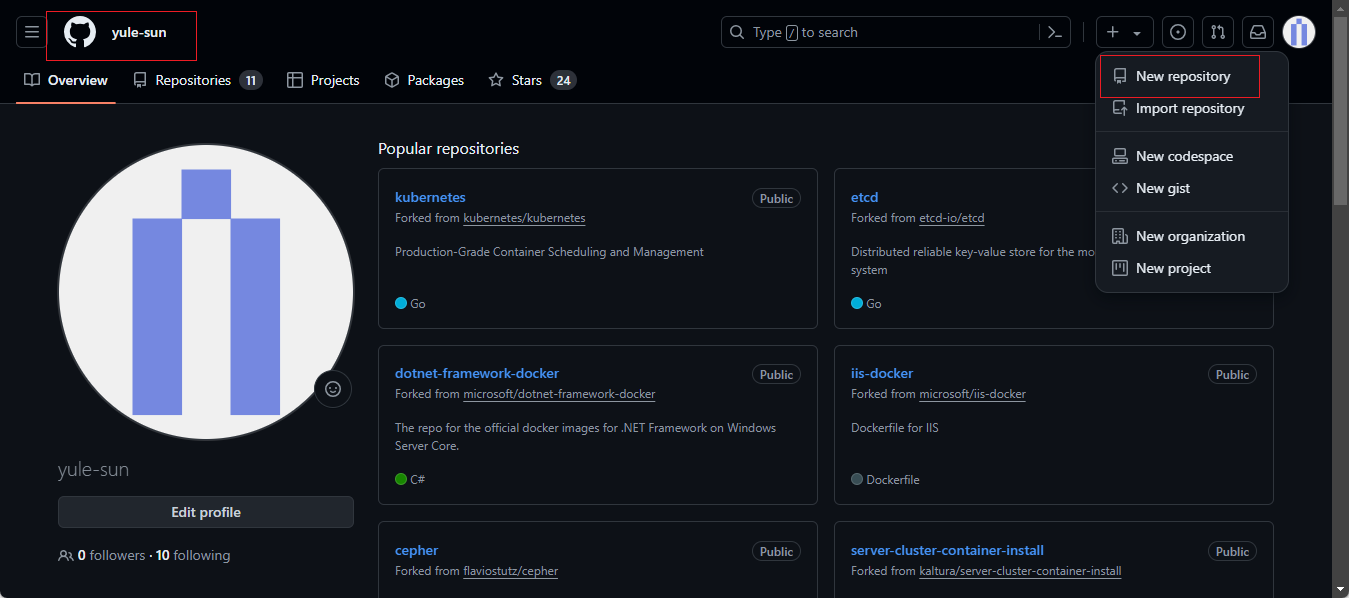 yule-sun
Type / to search
Overview
Repositories 11
Projects
Packages
Stars 24
New repository
Import repository
New codespace
New gist
New organization
New project
Popular repositories
kubernetes
Public
Forked from kubernetes/kubernetes
Production-Grade Container Scheduling and Management
Go
etcd
Forked from etcd-io/etcd
Distributed reliable key-value store for the mo
system
Go
dotnet-framework-docker
Public
Forked from microsoft/dotnet-framework-docker
The repo for the official docker images for .NET Framework on Windows
Server Core.
C#
iis-docker
Public
Forked from microsoft/iis-docker
Dockerfile for IIS
Dockerfile
cepher
Public
Forked from flaviostutz/cepher
server-cluster-container-install
Public
Forked from kaltura/server-cluster-container-install
yule-sun
Edit profile
0 followers · 10 following